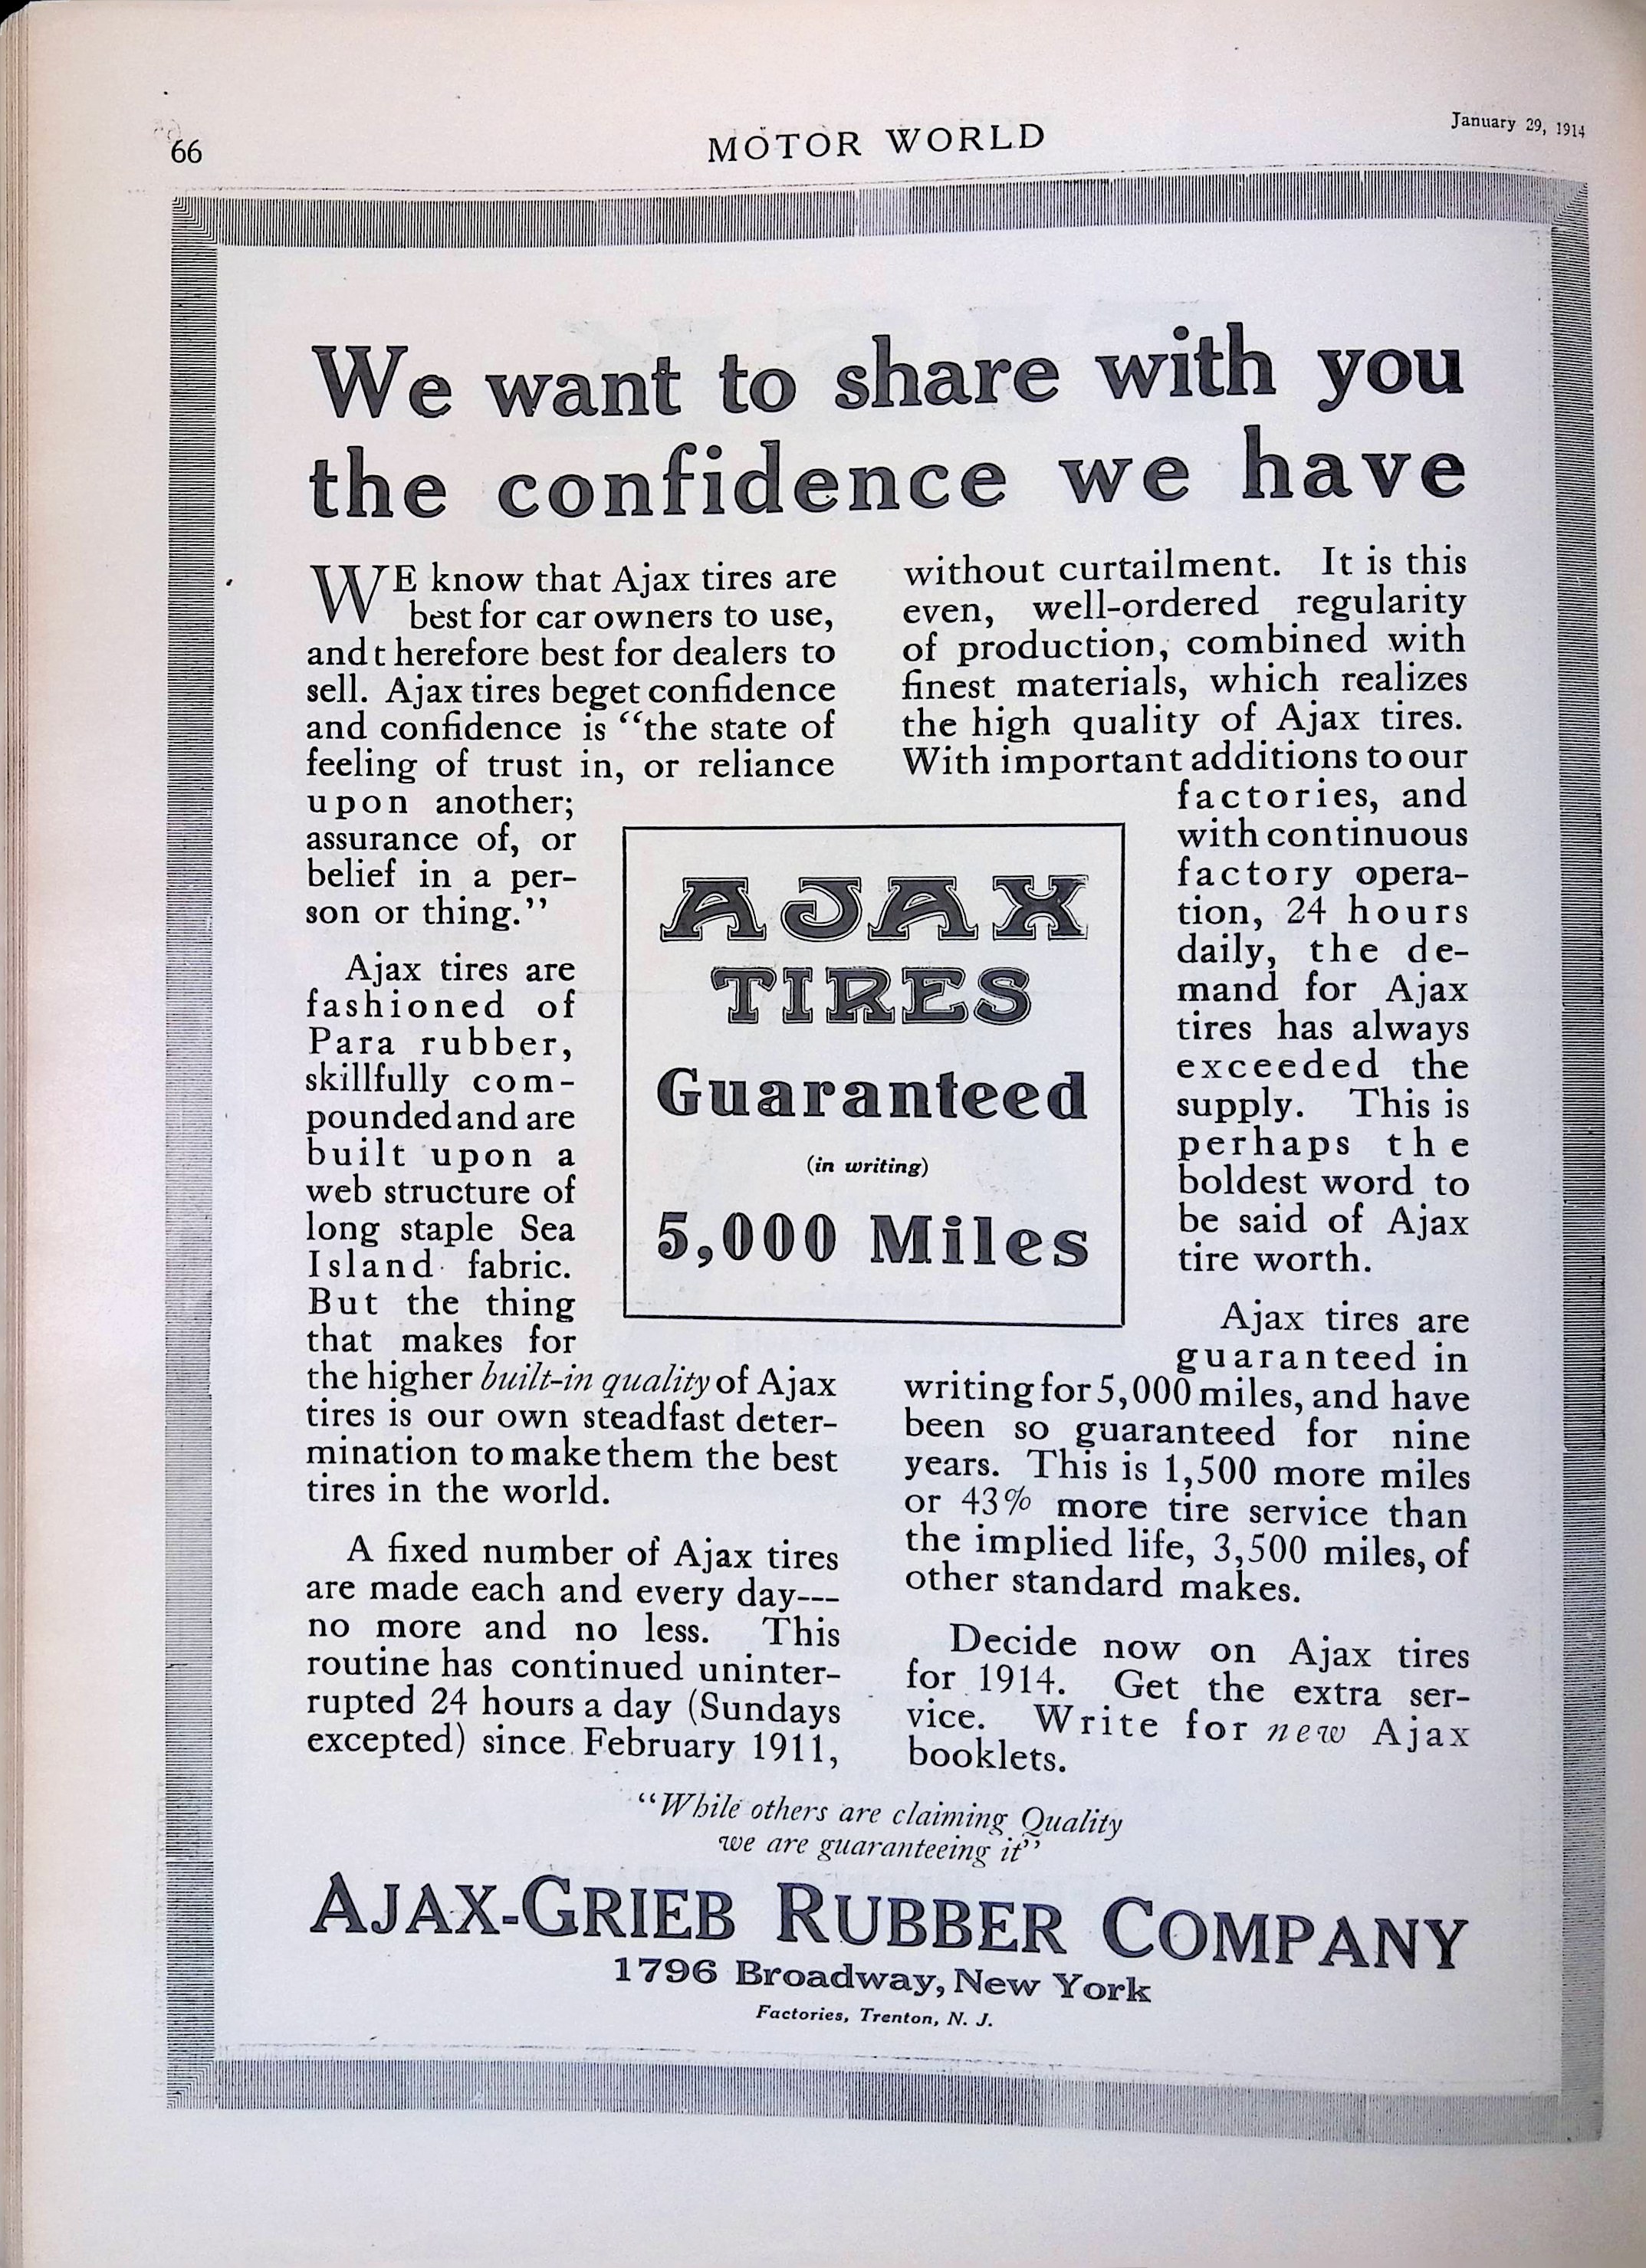 66
MOTOR WORLD
January 29, 1914
We want to share with you
the confidence we have
WE know that Ajax tires are
best for car owners to use,
and t herefore best for dealers to
sell. Ajax tires beget confidence
and confidence is “the state of
feeling of trust in, or reliance
upon another;
assurance of, or
belief in a per-
son or thing.”
Ajax tires are
fashioned of
Para rubber,
skillfully com-
pounded and are
built upon a
web structure of
long staple Sea
Island fabric.
But the thing
that makes for
the higher built-in quality of Ajax
tires is our own steadfast deter-
mination to make them the best
tires in the world.
A fixed number of Ajax tires
are made each and every day---
no more and no less. This
routine has continued uninter-
rupted 24 hours a day (Sundays
excepted) since February 1911,
without curtailment. It is this
even, well-ordered regularity
of production, combined with
finest materials, which realizes
the high quality of Ajax tires.
With important additions to our
factories, and
with continuous
factory opera-
tion, 24 hours
daily, the de-
mand for Ajax
tires has always
exceeded the
supply. This is
perhaps the
boldest word to
be said of Ajax
tire worth.
Ajax tires are
guaranteed in
writing for 5,000 miles, and have
been so guaranteed for nine
years. This is 1,500 more miles
or 43% more tire service than
the implied life, 3,500 miles, of
other standard makes.
Decide now on Ajax tires
for 1914. Get the extra ser-
vice. Write for new Ajax
booklets.
AJAX
TIRES
Guaranteed
(in writing)
5,000 Miles
“While others are claiming Quality
we are guaranteeing it”
AJAX-GRIEB RUBBER COMPANY
1796 Broadway, New York
Factories, Trenton, N. J.